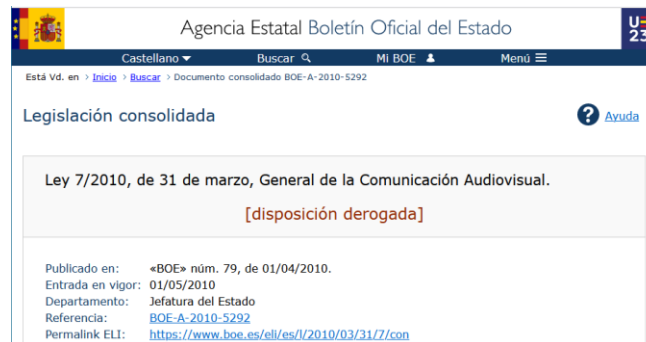 Agencia Estatal Boletín Oficial del Estado
Castellano Buscar Mi BOE Menú
Está Vd. en > Inicio > Buscar > Documento consolidado BOE-A-2010-5292
Legislación consolidada
? Ayuda
Ley 7/2010, de 31 de marzo, General de la Comunicación Audiovisual.
[disposición derogada]
Publicado en: «BOE» núm. 79, de 01/04/2010.
Entrada en vigor: 01/05/2010
Departamento: Jefatura del Estado
Referencia: BOE-A-2010-5292
Permalink ELI: https://www.boe.es/eli/es/l/2010/03/31/7/con